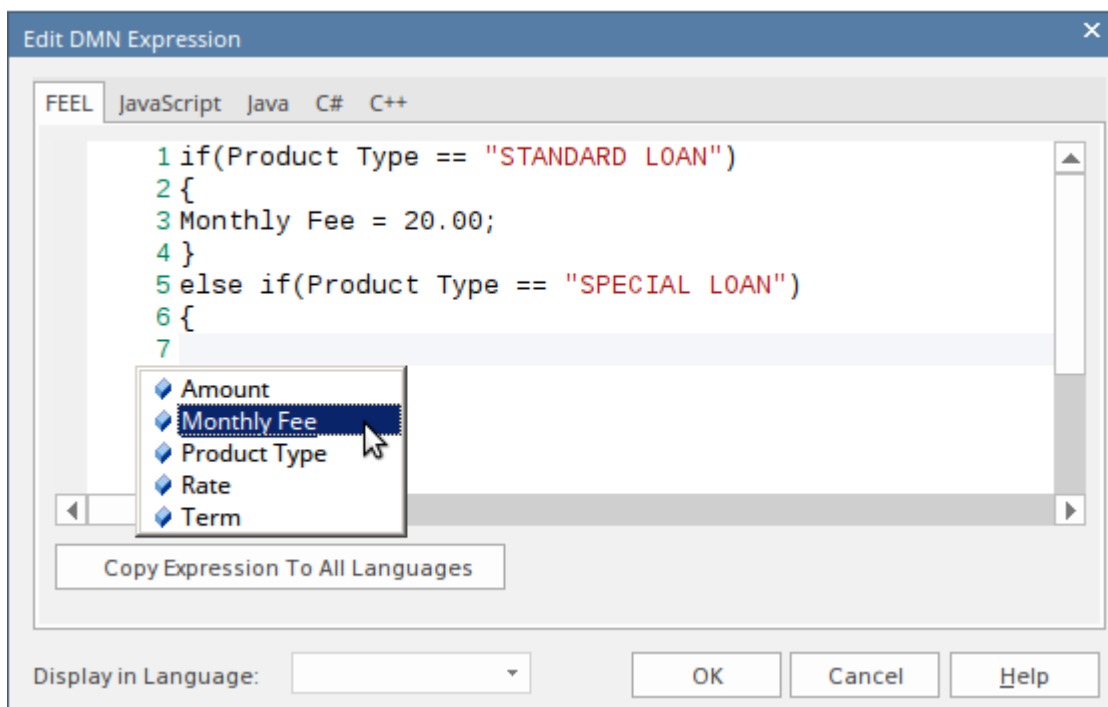 Edit DMN Expression
FEEL JavaScript Java C# C++
1 if(Product Type == "STANDARD LOAN")
2 {
3 Monthly Fee = 20.00;
4 }
5 else if(Product Type == "SPECIAL LOAN")
6 {
7
Amount
Monthly Fee
Product Type
Rate
Term
Copy Expression To All Languages
Display in Language:
OK Cancel Help